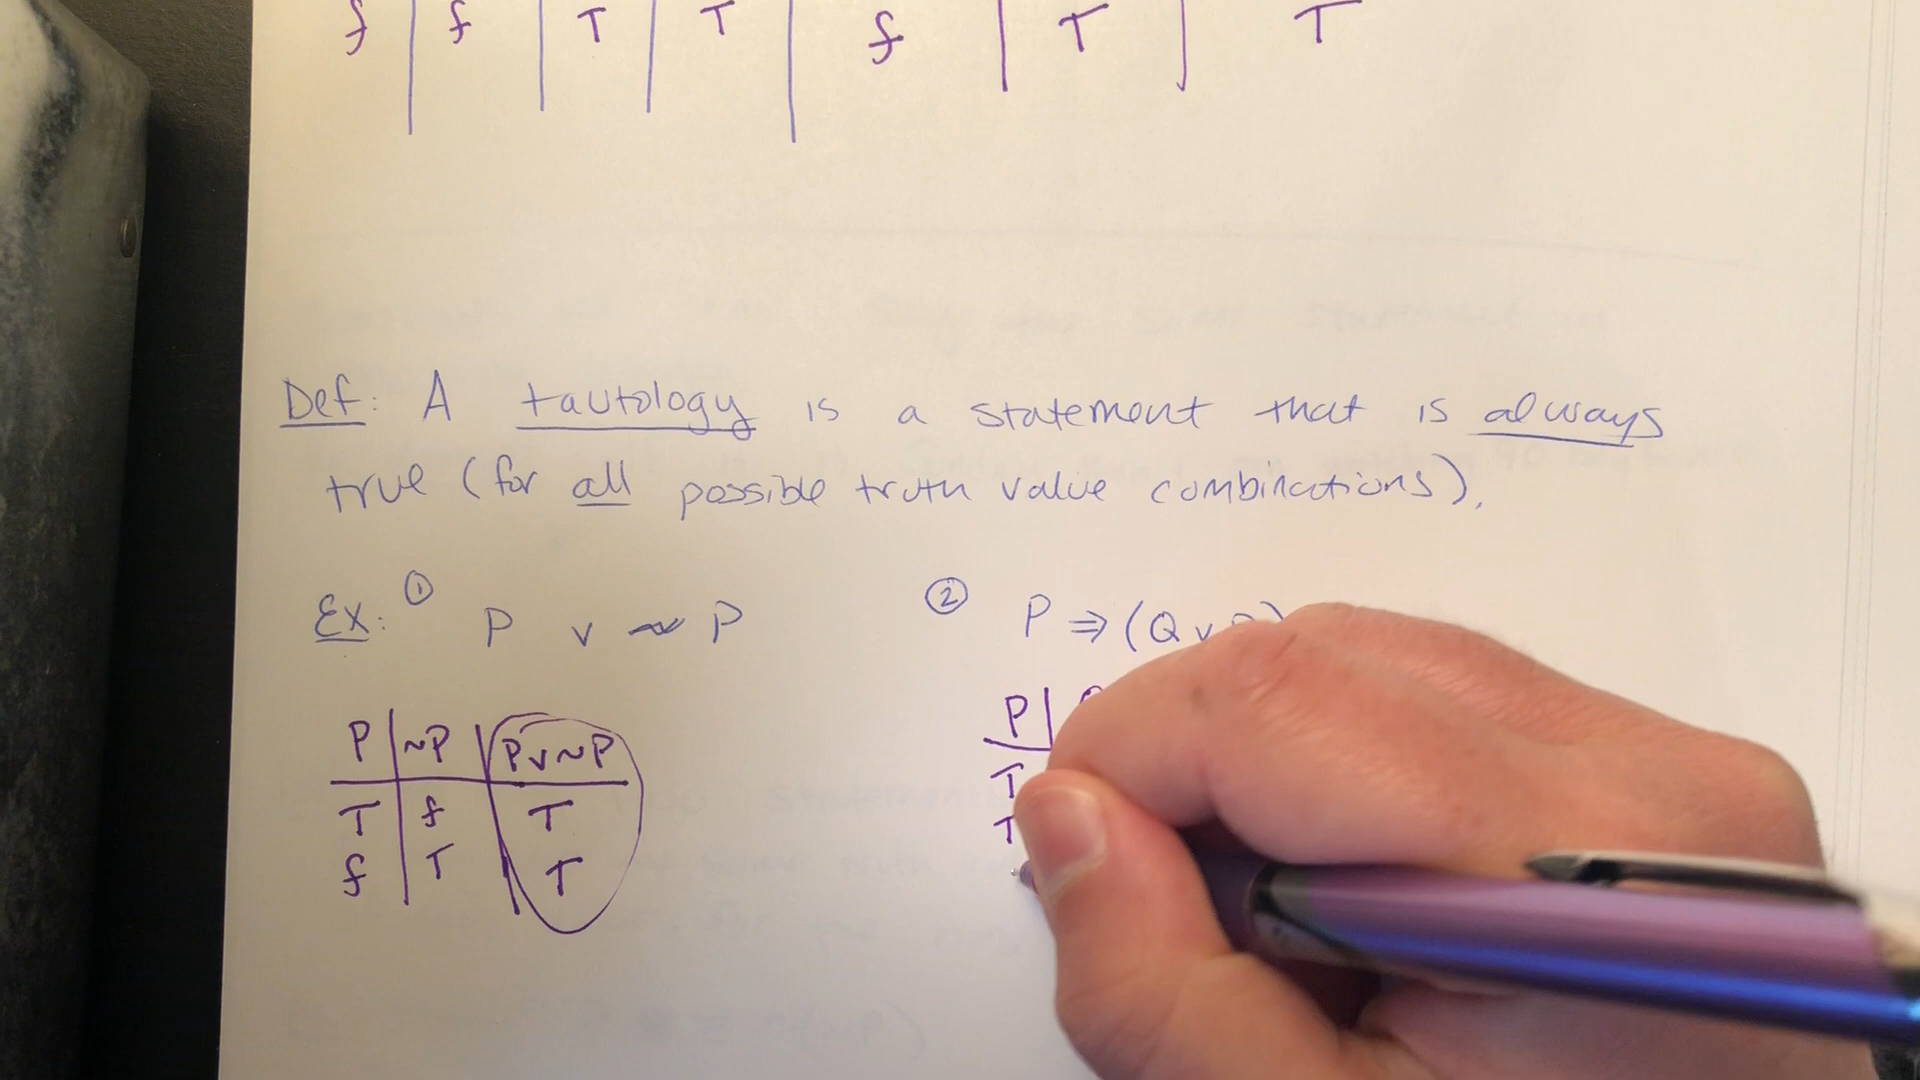 f f T T f T T
Def: A tautology is a statement that is always
true (for all possible truth value combinations).
Ex: ① P ∨ ~ P ② P ⇒ (Q ∨ P)
P ~P P∨~P P
T f T T
f T T T